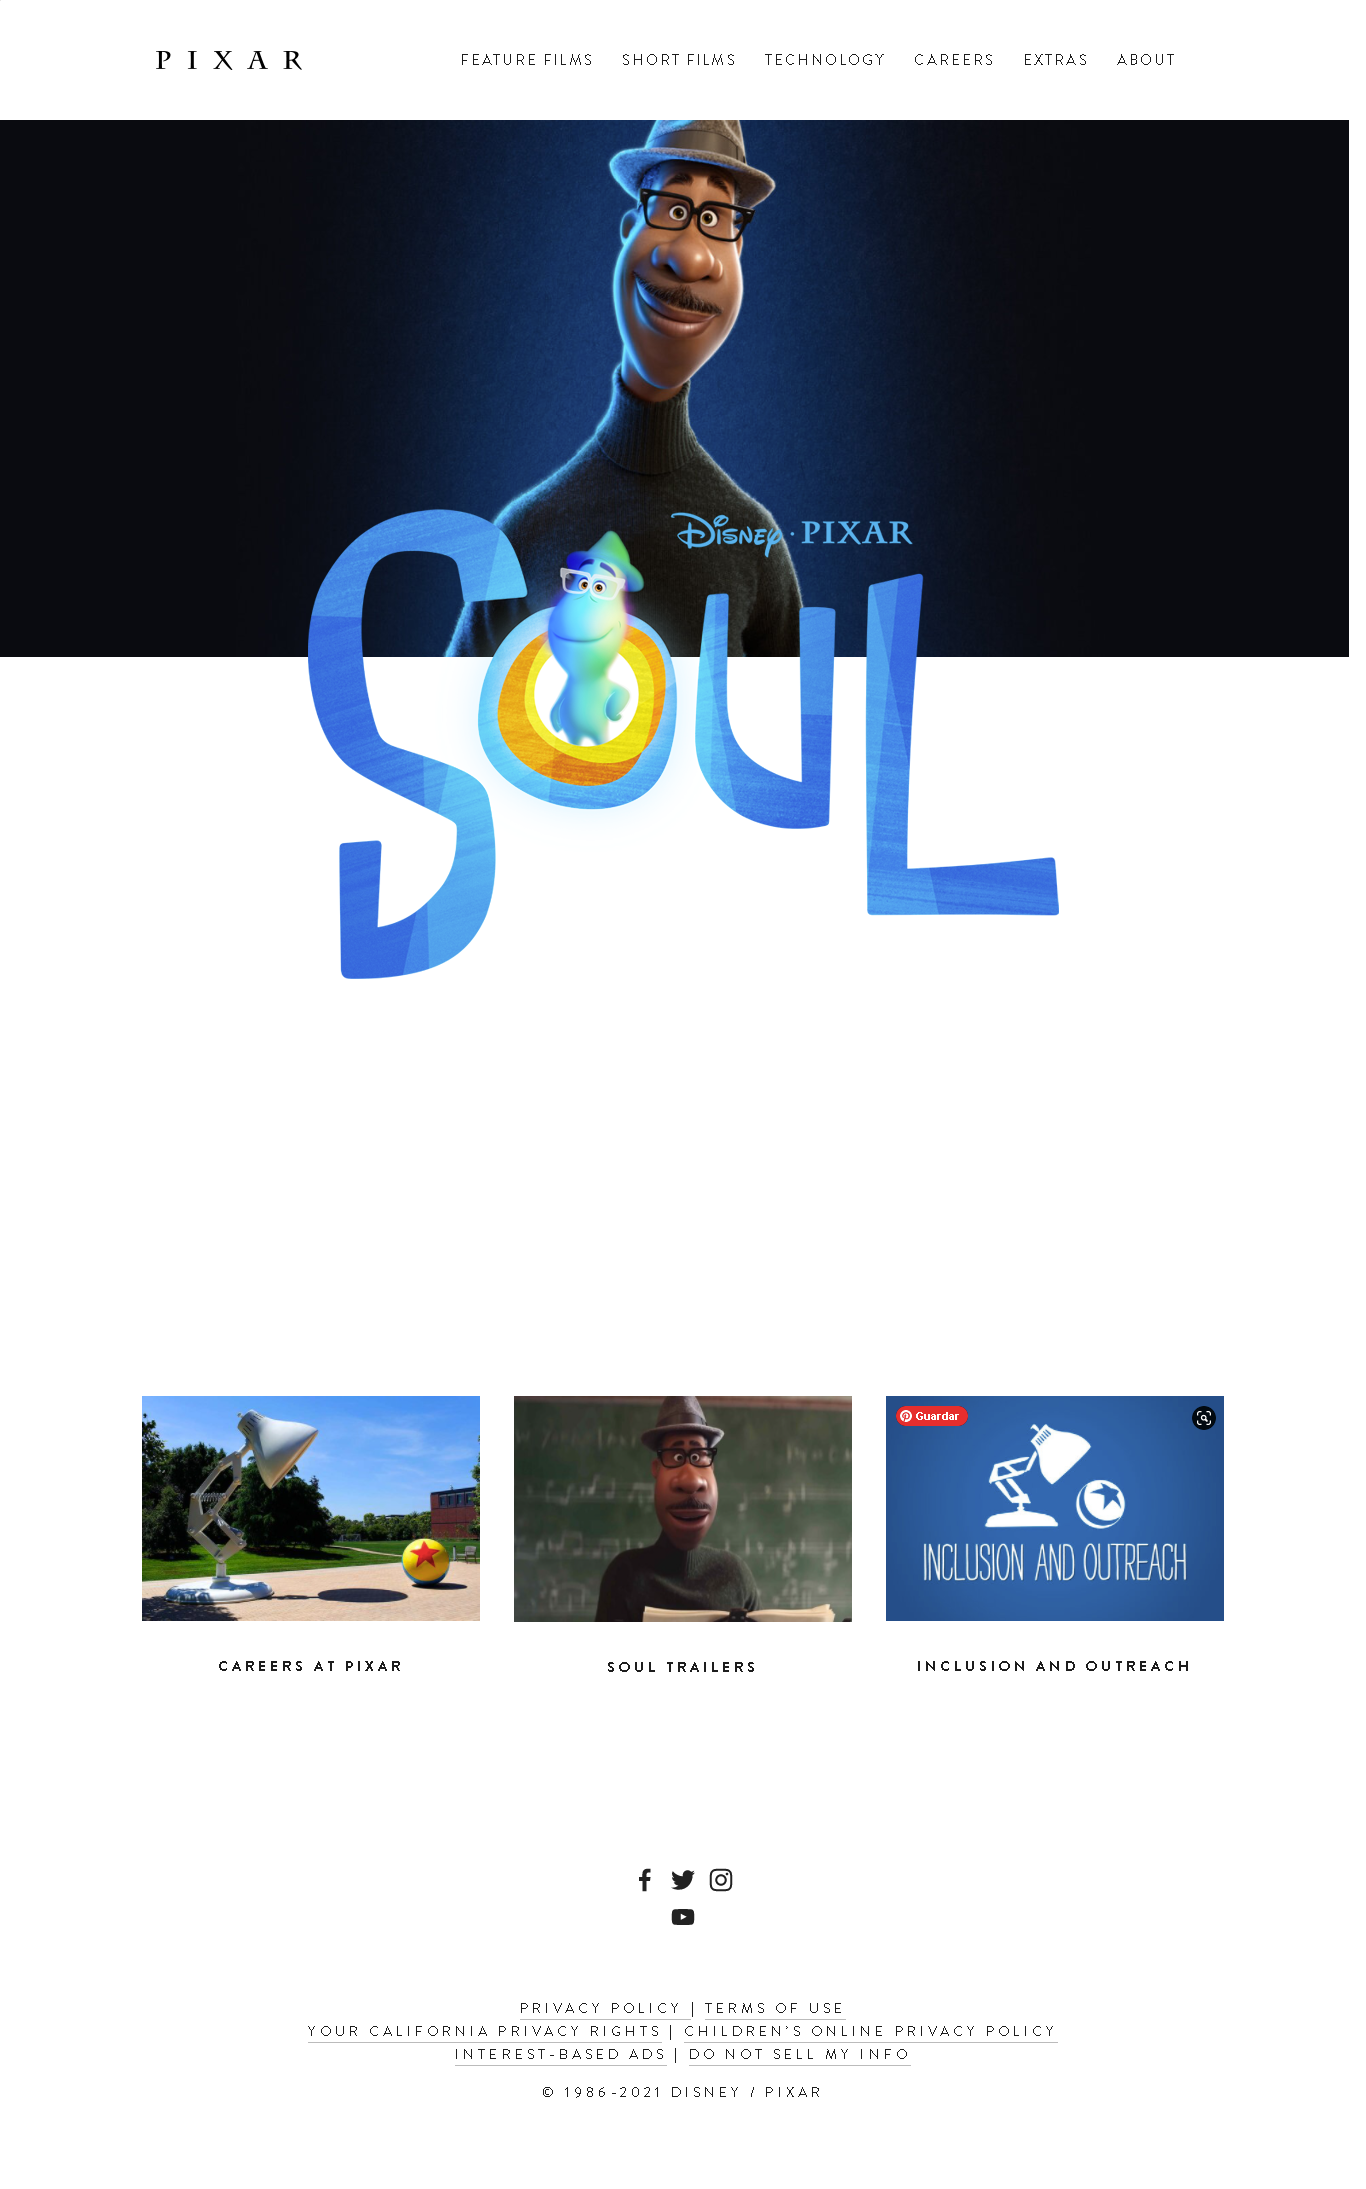 PIXAR
FEATURE FILMS SHORT FILMS TECHNOLOGY CAREERS EXTRAS ABOUT
Disney · PIXAR
SOUL
Guardar
INCLUSION AND OUTREACH
CAREERS AT PIXAR
SOUL TRAILERS
INCLUSION AND OUTREACH
PRIVACY POLICY | TERMS OF USE
YOUR CALIFORNIA PRIVACY RIGHTS | CHILDREN'S ONLINE PRIVACY POLICY
INTEREST-BASED ADS | DO NOT SELL MY INFO
© 1986-2021 DISNEY / PIXAR